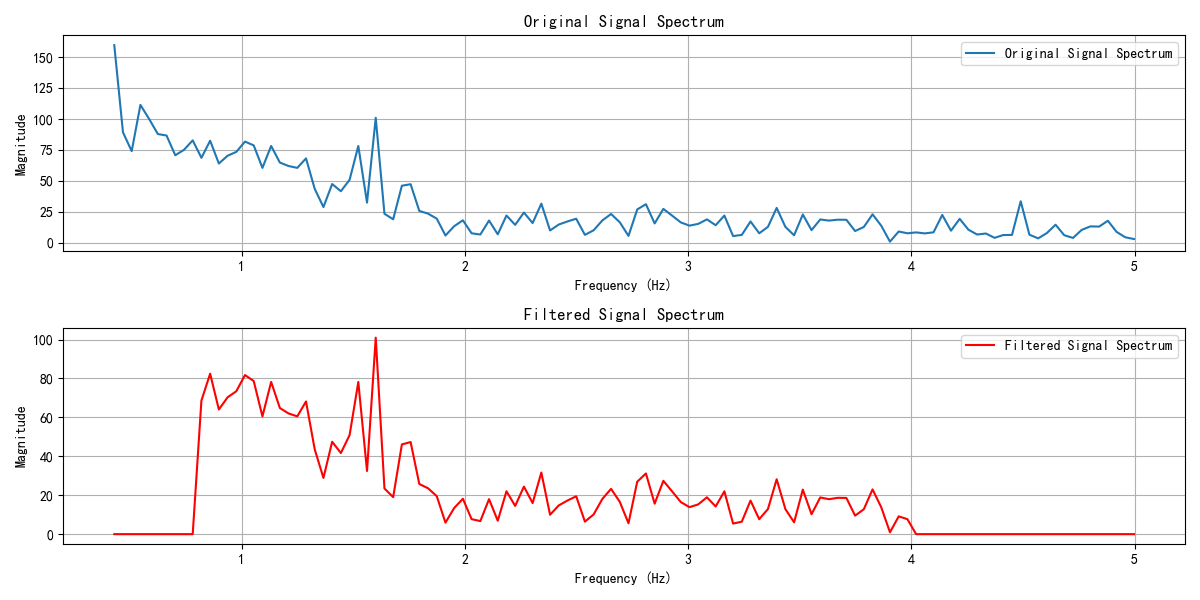 Original Signal Spectrum
Original Signal Spectrum
Magnitude
150
125
100
75
50
25
0
1 2 3 4 5
Frequency (Hz)
Filtered Signal Spectrum
Filtered Signal Spectrum
Magnitude
100
80
60
40
20
0
1 2 3 4 5
Frequency (Hz)